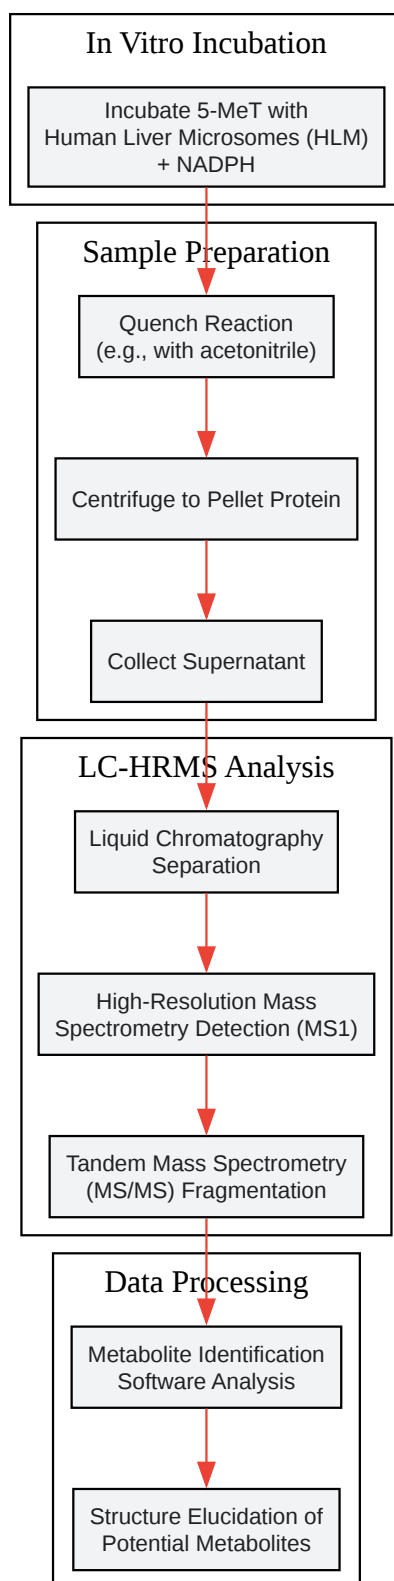 In Vitro Incubation
Incubate 5-MeT with
Human Liver Microsomes (HLM)
+ NADPH
Sample Preparation
Quench Reaction
(e.g., with acetonitrile)
Centrifuge to Pellet Protein
Collect Supernatant
LC-HRMS Analysis
Liquid Chromatography
Separation
High-Resolution Mass
Spectrometry Detection (MS1)
Tandem Mass Spectrometry
(MS/MS) Fragmentation
Data Processing
Metabolite Identification
Software Analysis
Structure Elucidation of
Potential Metabolites